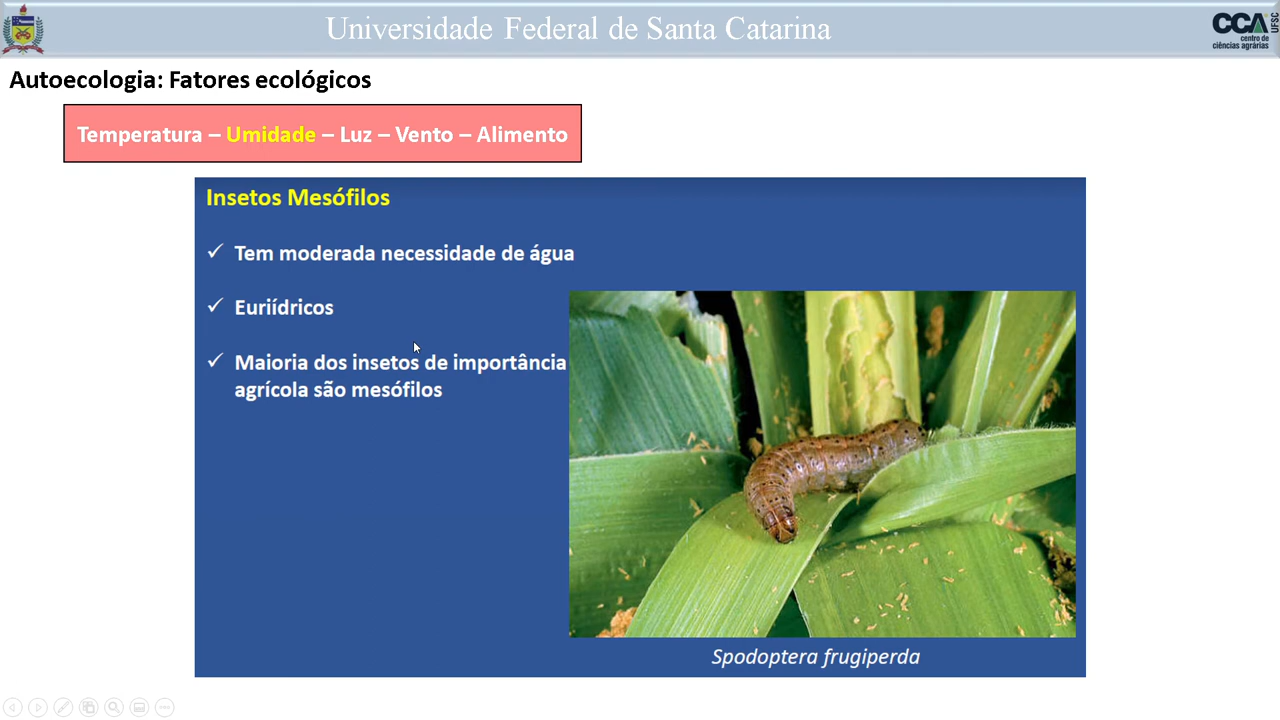 Universidade Federal de Santa Catarina
CCA
UFSC
centro de
ciências agrárias
Autoecologia: Fatores ecológicos
Temperatura – Umidade – Luz – Vento – Alimento
Insetos Mesófilos
✓ Tem moderada necessidade de água
✓ Euriídricos
✓ Maioria dos insetos de importância
agrícola são mesófilos
Spodoptera frugiperda